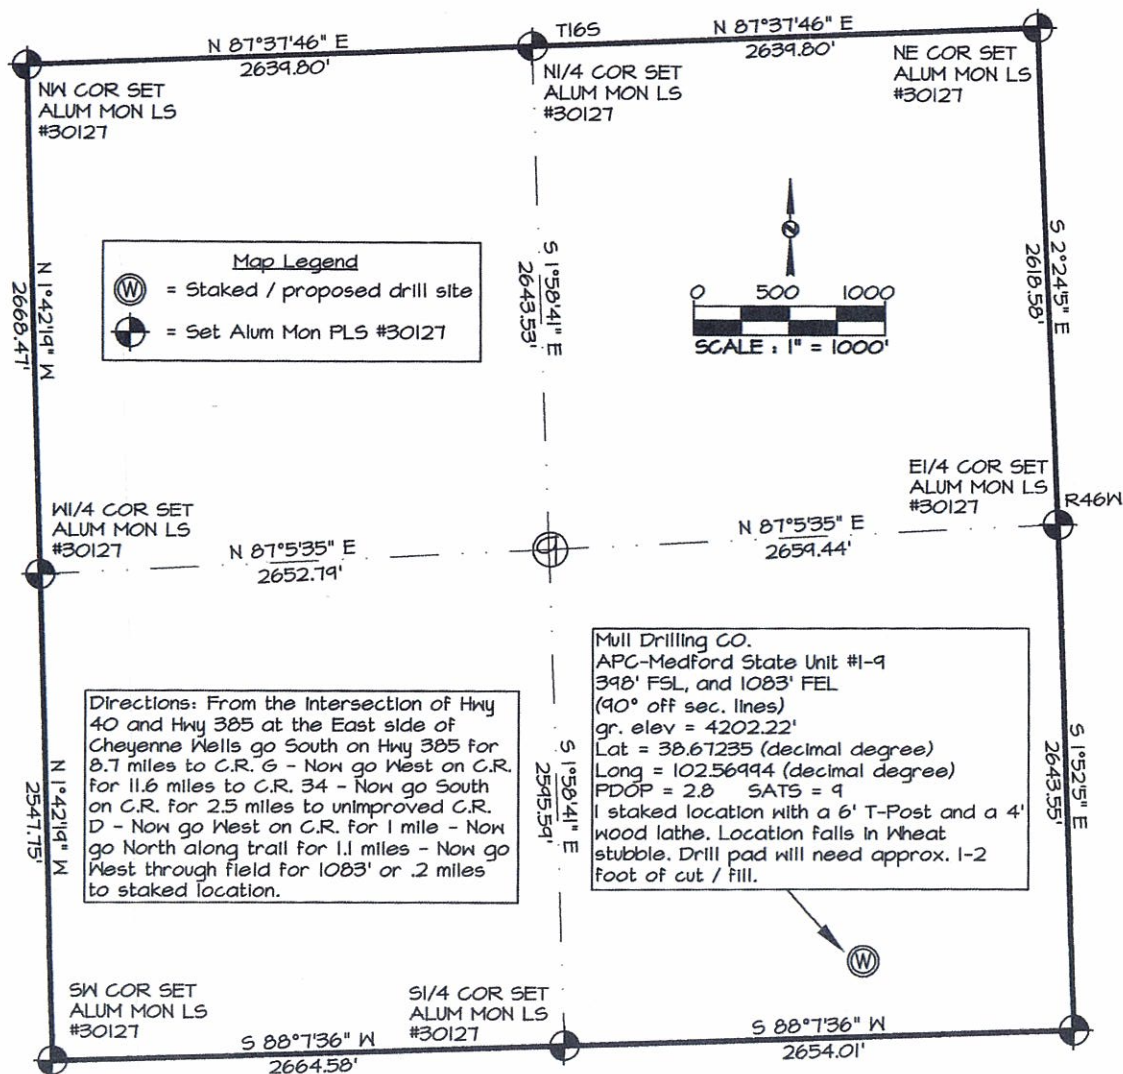 N 87°37'46" E
2639.80'
T16S
N 87°37'46" E
2639.80'
NW COR SET
ALUM MON LS
#30127
N1/4 COR SET
ALUM MON LS
#30127
NE COR SET
ALUM MON LS
#30127
N 1°42'19" W
2668.47'
Map Legend
W = Staked / proposed drill site
= Set Alum Mon PLS #30127
S 1°58'41" E
2643.53'
N
0 500 1000
SCALE : 1" = 1000'
S 2°24'5" E
2618.58'
W1/4 COR SET
ALUM MON LS
#30127
E1/4 COR SET
ALUM MON LS
#30127
R46W
N 87°5'35" E
2652.79'
9
N 87°5'35" E
2659.44'
Directions: From the Intersection of Hwy
40 and Hwy 385 at the East side of
Cheyenne Wells go South on Hwy 385 for
8.7 miles to C.R. G - Now go West on C.R.
for 11.6 miles to C.R. 34 - Now go South
on C.R. for 2.5 miles to unimproved C.R.
D - Now go West on C.R. for 1 mile - Now
go North along trail for 1.1 miles - Now go
West through field for 1083' or .2 miles
to staked location.
N 1°42'19" W
2547.75'
S 1°58'41" E
2595.59'
Mull Drilling CO.
APC-Medford State Unit #1-9
398' FSL, and 1083' FEL
(90° off sec. lines)
gr. elev = 4202.22'
Lat = 38.67235 (decimal degree)
Long = 102.56994 (decimal degree)
PDOP = 2.8 SATS = 9
I staked location with a 6' T-Post and a 4'
wood lathe. Location falls in Wheat
stubble. Drill pad will need approx. 1-2
foot of cut / fill.
S 1°52'5" E
2643.55'
W
SW COR SET
ALUM MON LS
#30127
S1/4 COR SET
ALUM MON LS
#30127
S 88°7'36" W
2664.58'
S 88°7'36" W
2654.01'